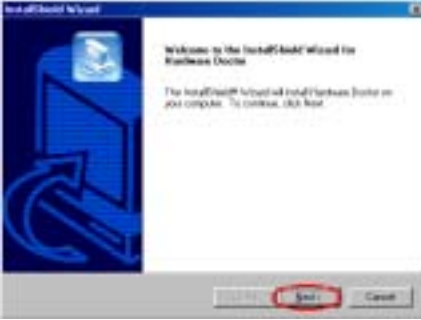 InstallShield Wizard
Welcome to the InstallShield Wizard for
Hardware Doctor
The InstallShield® Wizard will install Hardware Doctor on
your computer. To continue, click Next.
Next >
Cancel